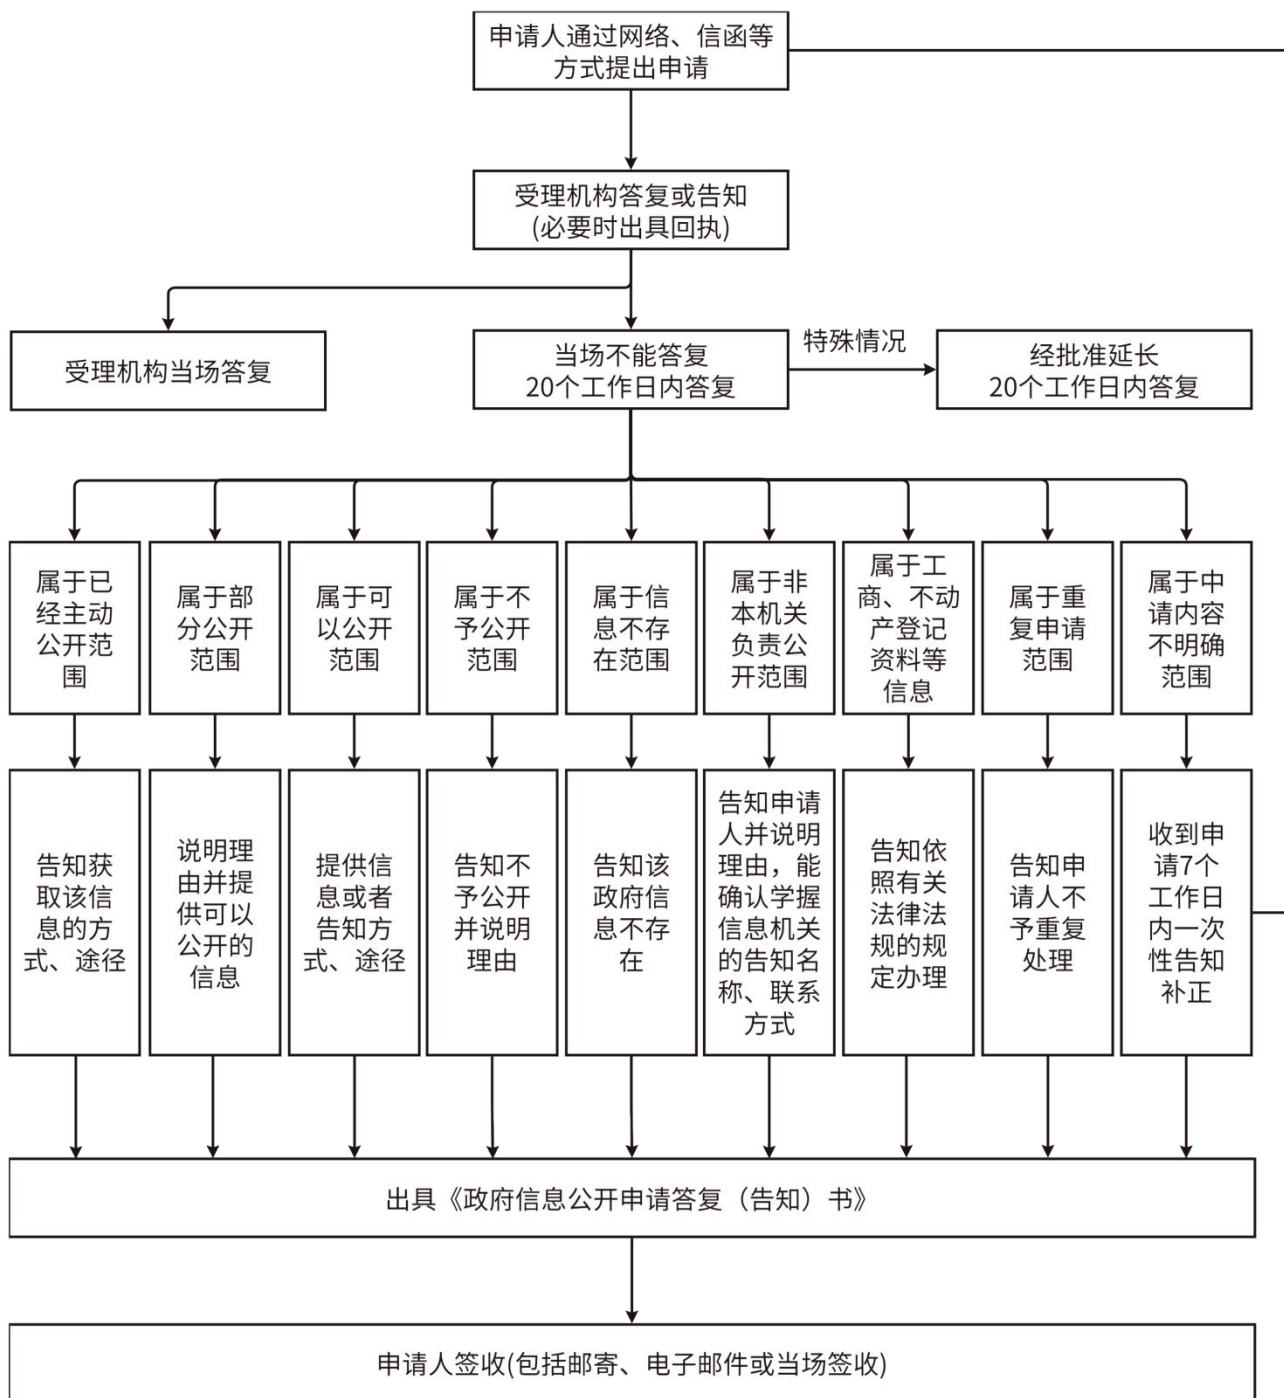 申请人通过网络、信函等
方式提出申请
受理机构答复或告知
(必要时出具回执)
受理机构当场答复
当场不能答复
20个工作日内答复
特殊情况
经批准延长
20个工作日内答复
属于已
经主动
公开范
围
属于部
分公开
范围
属于可
以公开
范围
属于不
予公开
范围
属于信
息不存
在范围
属于非
本机关
负责公
开范围
属于工
商、不动
产登记
资料等
信息
属于重
复申请
范围
属于中
请内容
不明确
范围
告知获
取该信
息的方
式、途径
说明理
由并提
供可以
公开的
信息
提供信
息或者
告知方
式、途径
告知不
予公开
并说明
理由
告知该
政府信
息不存
在
告知申请
人并说明
理由，能
确认学握
信息机关
的告知名
称、联系
方式
告知依
照有关
法律法
规的规
定办理
告知申
请人不
予重复
处理
收到申
请7个
工作日
内一次
性告知
补正
出具《政府信息公开申请答复（告知）书》
申请人签收(包括邮寄、电子邮件或当场签收)